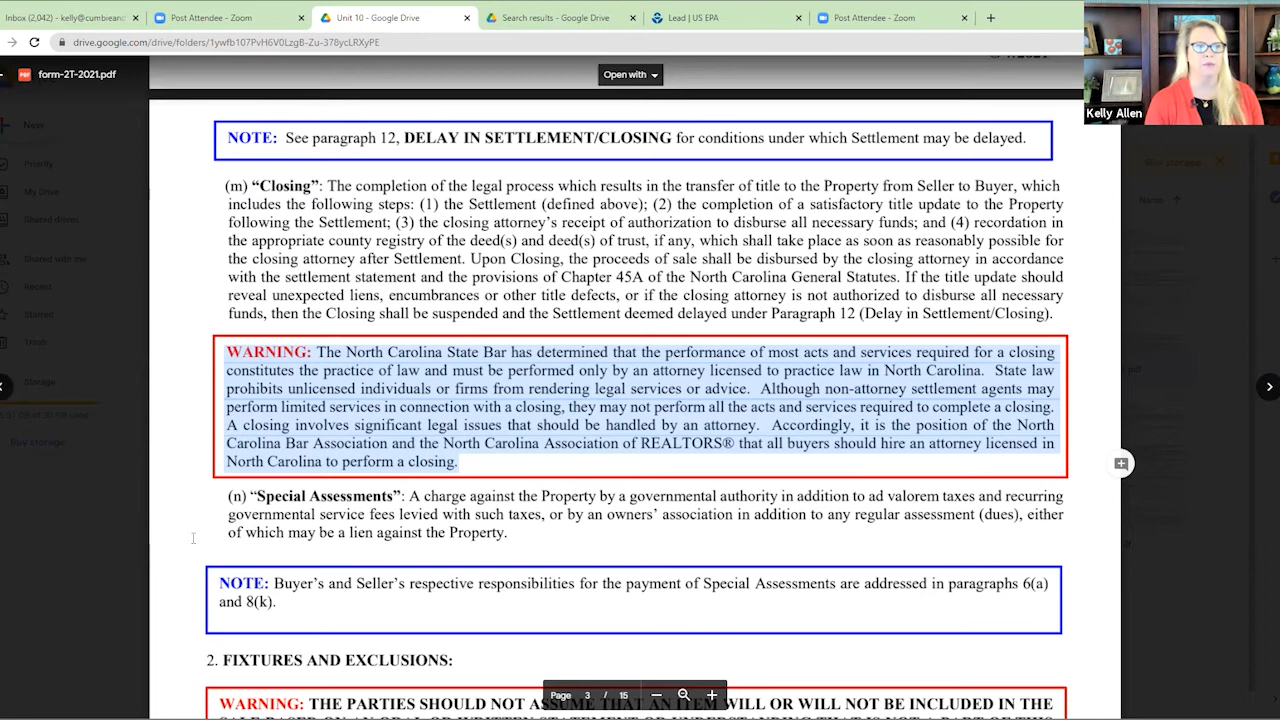 Inbox (2,042) - kelly@cumbieandt
Post Attendee - Zoom
Unit 10 - Google Drive
Search results - Google Drive
Lead | US EPA
Post Attendee - Zoom
drive.google.com/drive/folders/1ywfb107PvH6V0LzgB-Zu-378ycLRXyPE
form-2T-2021.pdf
Open with
Kelly Allen
NOTE: See paragraph 12, DELAY IN SETTLEMENT/CLOSING for conditions under which Settlement may be delayed.
(m) “Closing”: The completion of the legal process which results in the transfer of title to the Property from Seller to Buyer, which
includes the following steps: (1) the Settlement (defined above); (2) the completion of a satisfactory title update to the Property
following the Settlement; (3) the closing attorney’s receipt of authorization to disburse all necessary funds; and (4) recordation in
the appropriate county registry of the deed(s) and deed(s) of trust, if any, which shall take place as soon as reasonably possible for
the closing attorney after Settlement. Upon Closing, the proceeds of sale shall be disbursed by the closing attorney in accordance
with the settlement statement and the provisions of Chapter 45A of the North Carolina General Statutes. If the title update should
reveal unexpected liens, encumbrances or other title defects, or if the closing attorney is not authorized to disburse all necessary
funds, then the Closing shall be suspended and the Settlement deemed delayed under Paragraph 12 (Delay in Settlement/Closing).
WARNING: The North Carolina State Bar has determined that the performance of most acts and services required for a closing
constitutes the practice of law and must be performed only by an attorney licensed to practice law in North Carolina. State law
prohibits unlicensed individuals or firms from rendering legal services or advice. Although non-attorney settlement agents may
perform limited services in connection with a closing, they may not perform all the acts and services required to complete a closing.
A closing involves significant legal issues that should be handled by an attorney. Accordingly, it is the position of the North
Carolina Bar Association and the North Carolina Association of REALTORS® that all buyers should hire an attorney licensed in
North Carolina to perform a closing.
(n) “Special Assessments”: A charge against the Property by a governmental authority in addition to ad valorem taxes and recurring
governmental service fees levied with such taxes, or by an owners’ association in addition to any regular assessment (dues), either
of which may be a lien against the Property.
NOTE: Buyer’s and Seller’s respective responsibilities for the payment of Special Assessments are addressed in paragraphs 6(a)
and 8(k).
2. FIXTURES AND EXCLUSIONS:
WARNING: THE PARTIES SHOULD NOT ASSUME THAT AN ITEM WILL OR WILL NOT BE INCLUDED IN THE
Page 3 / 15
New
Priority
My Drive
Shared drives
Shared with me
Recent
Starred
Trash
Storage
Buy storage
Name